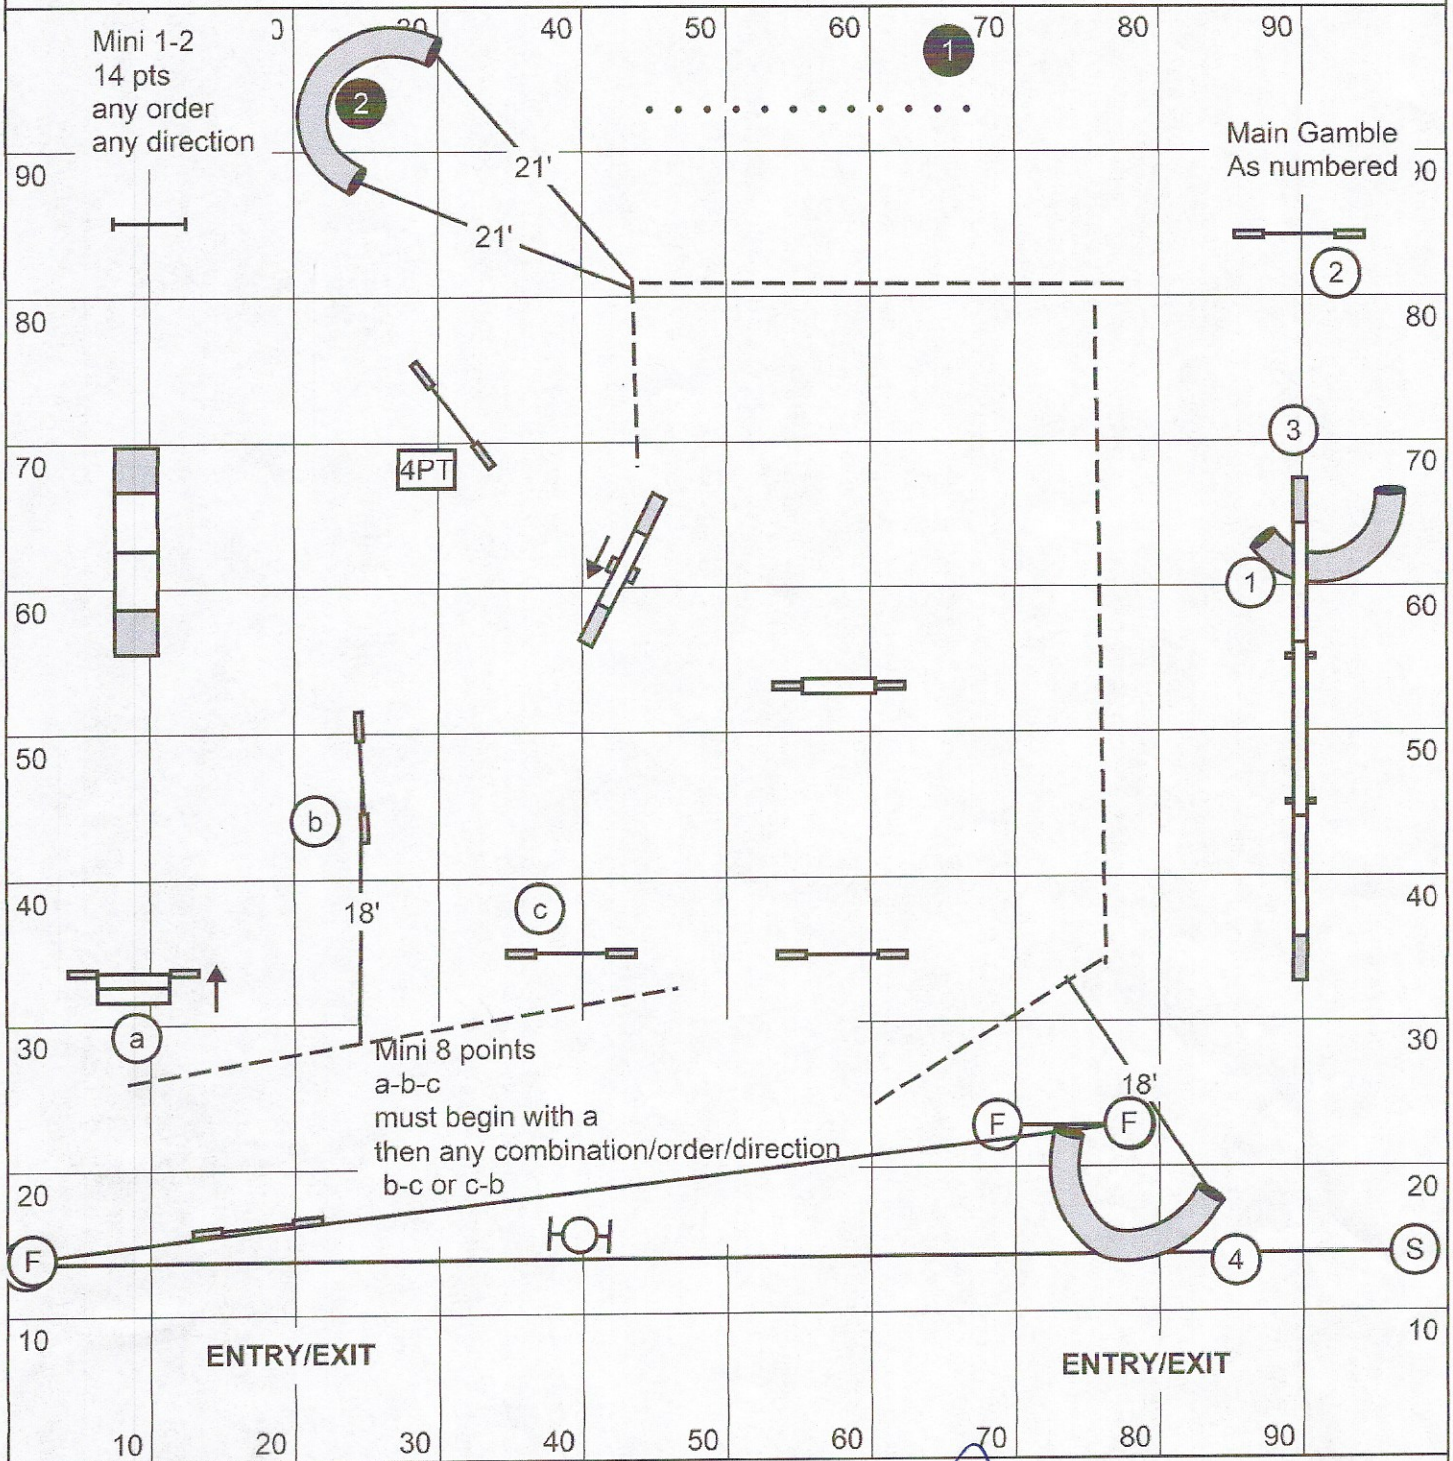 0 30 40 50 60 70 80 90
Mini 1-2
14 pts
any order
any direction
2
1
21'
21'
Main Gamble
As numbered
90 90
2
80 80
4PT
3
70 70
1
60 60
50 50
b
40 40
18'
c
a
30 30
Mini 8 points
a-b-c
must begin with a
then any combination/order/direction
b-c or c-b
18'
F F
20 20
F
4
S
10 10
ENTRY/EXIT ENTRY/EXIT
10 20 30 40 50 60 70 80 90